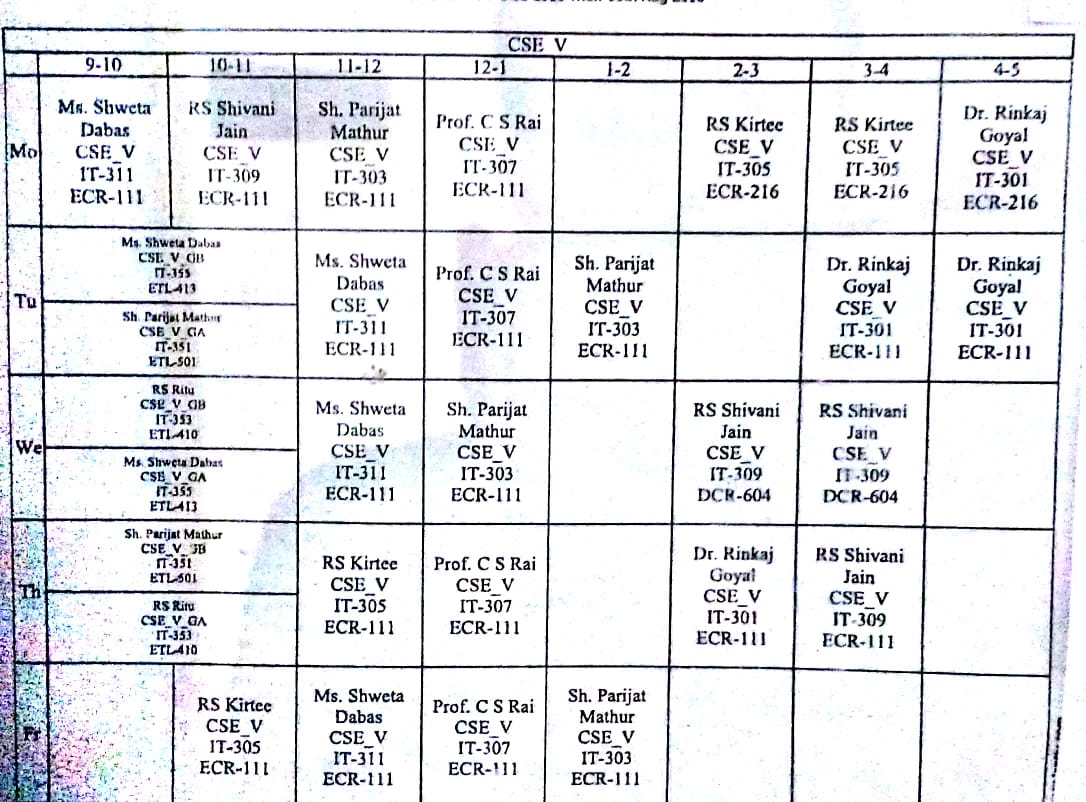 CSE_V
9-10 10-11 11-12 12-1 1-2 2-3 3-4 4-5
Mo
Ms. Shweta
Dabas
CSE_V
IT-311
ECR-111
RS Shivani
Jain
CSE_V
IT-309
ECR-111
Sh. Parijat
Mathur
CSE_V
IT-303
ECR-111
Prof. C S Rai
CSE_V
IT-307
ECR-111
RS Kirtee
CSE_V
IT-305
ECR-216
RS Kirtee
CSE_V
IT-305
ECR-216
Dr. Rinkaj
Goyal
CSE_V
IT-301
ECR-216
Tu
Ms. Shweta Dabas
CSE_V_GB
IT-355
ETL-413
Sh. Parijat Mathur
CSE_V_GA
IT-351
ETL-501
Ms. Shweta
Dabas
CSE_V
IT-311
ECR-111
Prof. C S Rai
CSE_V
IT-307
ECR-111
Sh. Parijat
Mathur
CSE_V
IT-303
ECR-111
Dr. Rinkaj
Goyal
CSE_V
IT-301
ECR-111
Dr. Rinkaj
Goyal
CSE_V
IT-301
ECR-111
We
RS Ritu
CSE_V_GB
IT-353
ETL-410
Ms. Shweta Dabas
CSE_V_GA
IT-355
ETL-413
Ms. Shweta
Dabas
CSE_V
IT-311
ECR-111
Sh. Parijat
Mathur
CSE_V
IT-303
ECR-111
RS Shivani
Jain
CSE_V
IT-309
DCR-604
RS Shivani
Jain
CSE_V
IT-309
DCR-604
Th
Sh. Parijat Mathur
CSE_V_GB
IT-351
ETL-501
RS Ritu
CSE_V_GA
IT-353
ETL-410
RS Kirtee
CSE_V
IT-305
ECR-111
Prof. C S Rai
CSE_V
IT-307
ECR-111
Dr. Rinkaj
Goyal
CSE_V
IT-301
ECR-111
RS Shivani
Jain
CSE_V
IT-309
ECR-111
Fr
RS Kirtee
CSE_V
IT-305
ECR-111
Ms. Shweta
Dabas
CSE_V
IT-311
ECR-111
Prof. C S Rai
CSE_V
IT-307
ECR-111
Sh. Parijat
Mathur
CSE_V
IT-303
ECR-111